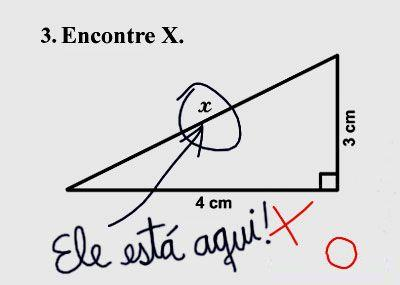 3. Encontre X.
x
3 cm
4 cm
Ele está aqui!